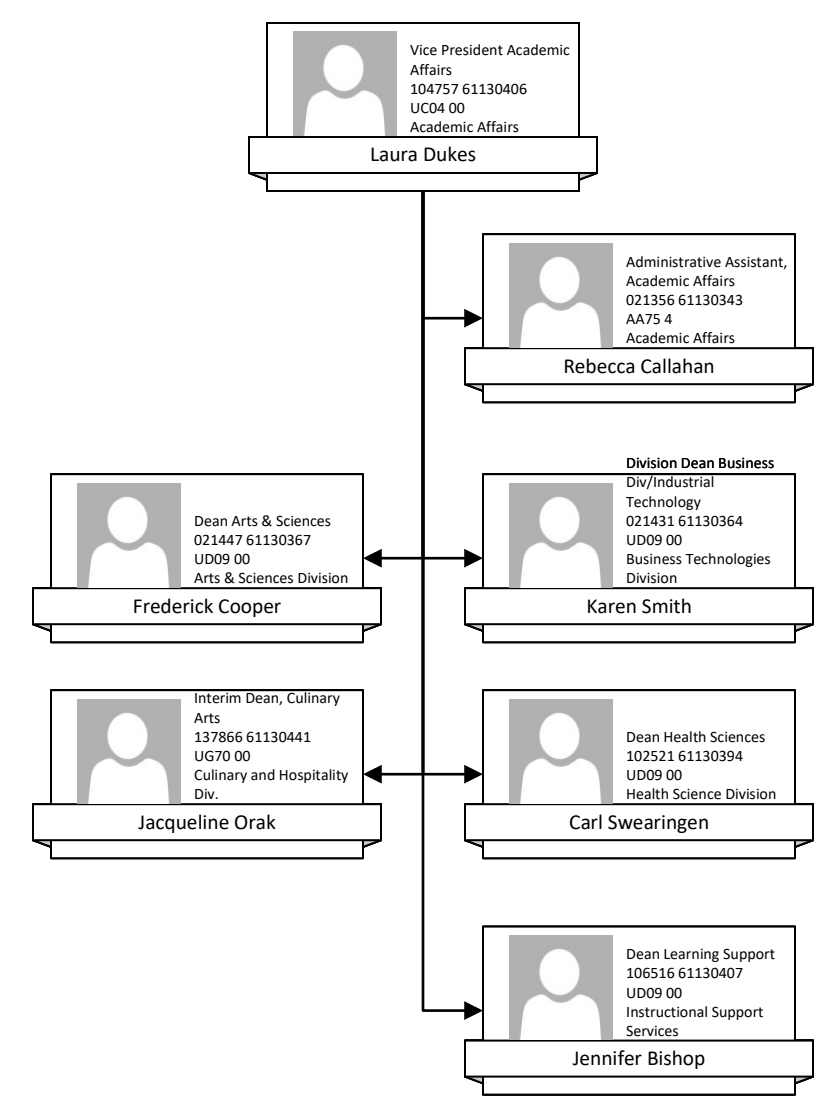 Vice President Academic
Affairs
104757 61130406
UC04 00
Academic Affairs
Laura Dukes
Administrative Assistant,
Academic Affairs
021356 61130343
AA75 4
Academic Affairs
Rebecca Callahan
Dean Arts & Sciences
021447 61130367
UD09 00
Arts & Sciences Division
Frederick Cooper
Division Dean Business
Div/Industrial
Technology
021431 61130364
UD09 00
Business Technologies
Division
Karen Smith
Interim Dean, Culinary
Arts
137866 61130441
UG70 00
Culinary and Hospitality
Div.
Jacqueline Orak
Dean Health Sciences
102521 61130394
UD09 00
Health Science Division
Carl Swearingen
Dean Learning Support
106516 61130407
UD09 00
Instructional Support
Services
Jennifer Bishop